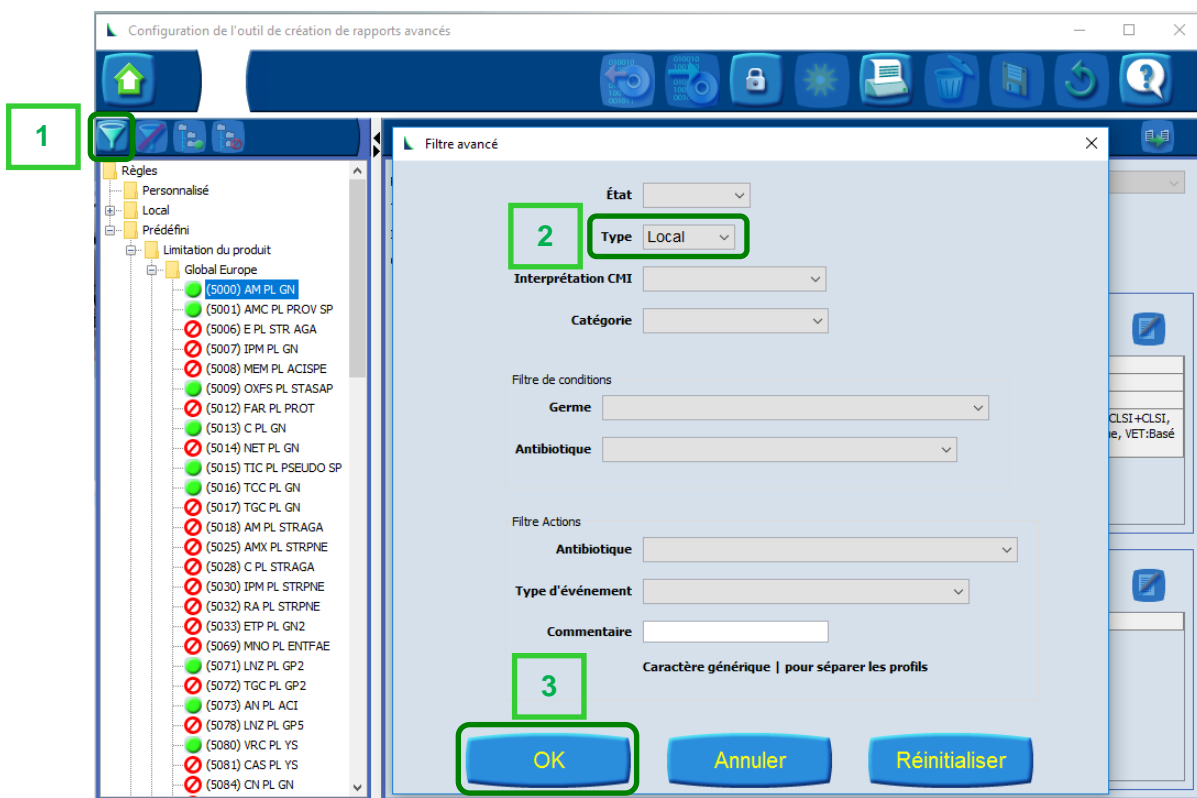 Configuration de l'outil de création de rapports avancés
1
Règles
Personnalisé
Local
Prédéfini
Limitation du produit
Global Europe
(5000) AM PL GN
(5001) AMC PL PROV SP
(5006) E PL STR AGA
(5007) IPM PL GN
(5008) MEM PL ACISPE
(5009) OXFS PL STASAP
(5012) FAR PL PROT
(5013) C PL GN
(5014) NET PL GN
(5015) TIC PL PSEUDO SP
(5016) TCC PL GN
(5017) TGC PL GN
(5018) AM PL STRAGA
(5025) AMX PL STRPNE
(5028) C PL STRAGA
(5030) IPM PL STRPNE
(5032) RA PL STRPNE
(5033) ETP PL GN2
(5069) MNO PL ENTFAE
(5071) LNZ PL GP2
(5072) TGC PL GP2
(5073) AN PL ACI
(5078) LNZ PL GP5
(5080) VRC PL YS
(5081) CAS PL YS
(5084) CN PL GN
Filtre avancé
État
2
Type Local
Interprétation CMI
Catégorie
Filtre de conditions
Germe
Antibiotique
Filtre Actions
Antibiotique
Type d'événement
Commentaire
Caractère générique | pour séparer les profils
3
OK Annuler Réinitialiser
CLSI+CLSI,
VET:Basé